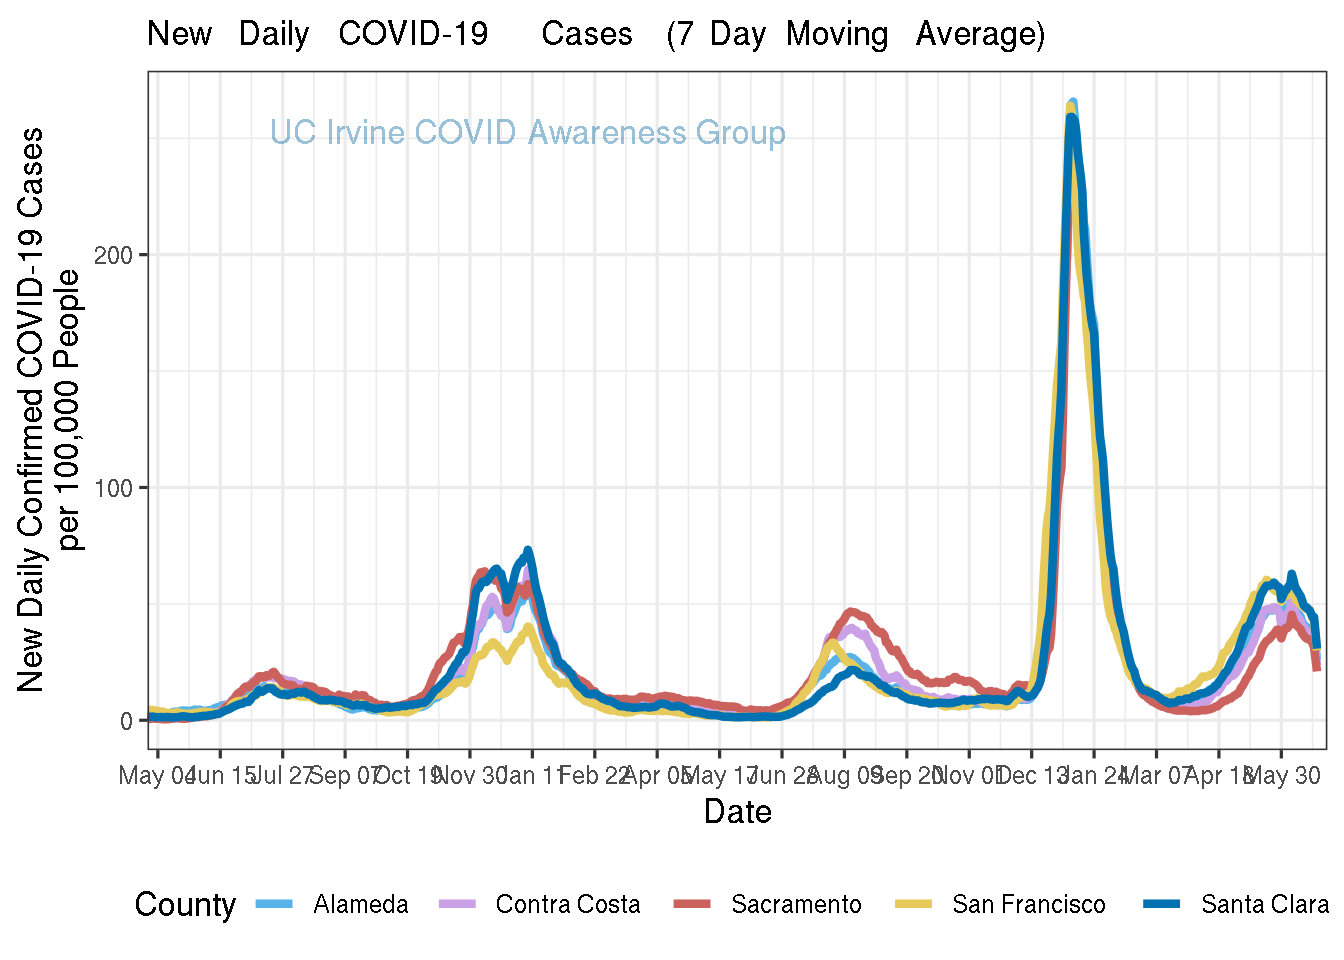 New Daily COVID-19 Cases (7 Day Moving Average)
UC Irvine COVID Awareness Group
New Daily Confirmed COVID-19 Cases
per 100,000 People
200
100
0
May 04 Jun 15 Jul 27 Sep 07 Oct 19 Nov 30 Jan 11 Feb 22 Apr 05 May 17 Jun 28 Aug 09 Sep 20 Nov 01 Dec 13 Jan 24 Mar 07 Apr 18 May 30
Date
County Alameda Contra Costa Sacramento San Francisco Santa Clara